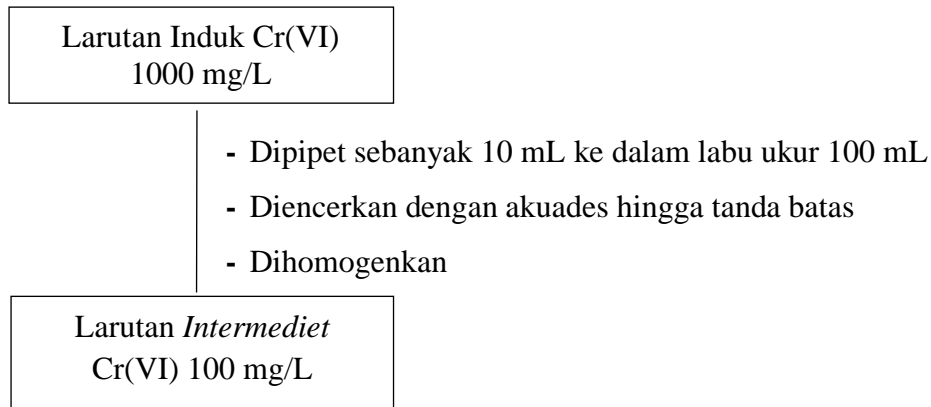 Larutan Induk Cr(VI)
1000 mg/L
- Dipipet sebanyak 10 mL ke dalam labu ukur 100 mL
- Diencerkan dengan akuades hingga tanda batas
- Dihomogenkan
Larutan Intermediet
Cr(VI) 100 mg/L